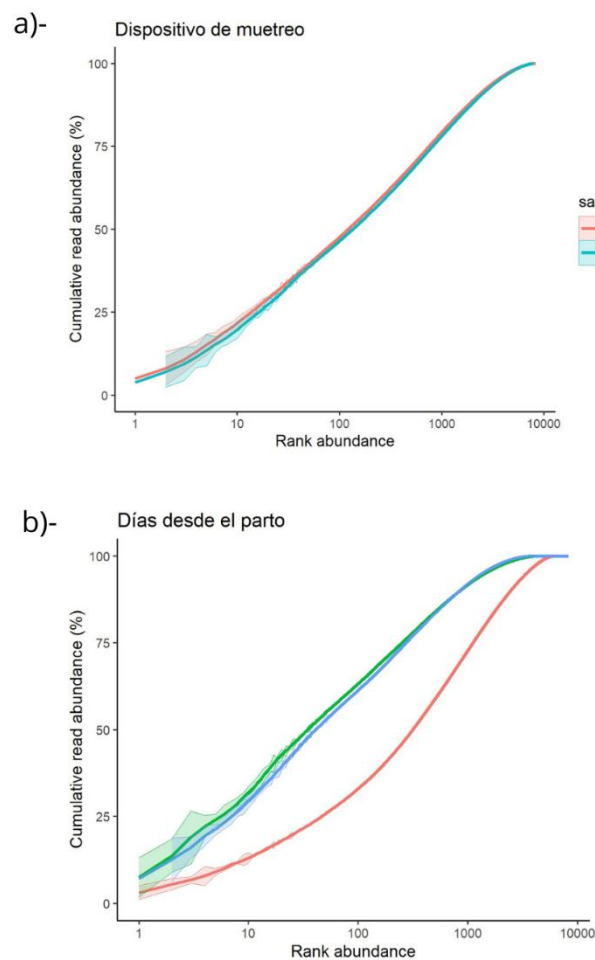 a)-
Dispositivo de muetreo
100
75
50
25
0
Cumulative read abundance (%)
1 10 100 1000 10000
Rank abundance
sa
b)-
Días desde el parto
100
75
50
25
0
Cumulative read abundance (%)
1 10 100 1000 10000
Rank abundance